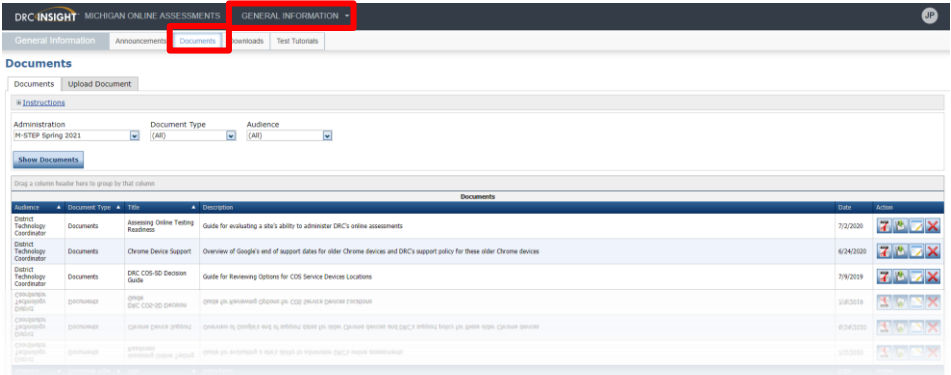 DRC INSIGHT MICHIGAN ONLINE ASSESSMENTS GENERAL INFORMATION JP
General Information Announcements Documents Downloads Test Tutorials
Documents
Documents Upload Document
Instructions
Administration Document Type Audience
M-STEP Spring 2021 (All) (All)
Show Documents
Drag a column header here to group by that column
Documents
Audience Document Type Title Description Date Action
District Technology Coordinator Documents Assessing Online Testing Readiness Guide for evaluating a site's ability to administer DRC's online assessments 7/2/2020
District Technology Coordinator Documents Chrome Device Support Overview of Google's end of support dates for older Chrome devices and DRC's support policy for these older Chrome devices 6/24/2020
District Technology Coordinator Documents DRC COS-SD Decision Guide Guide for Reviewing Options for COS Service Devices Locations 7/9/2019